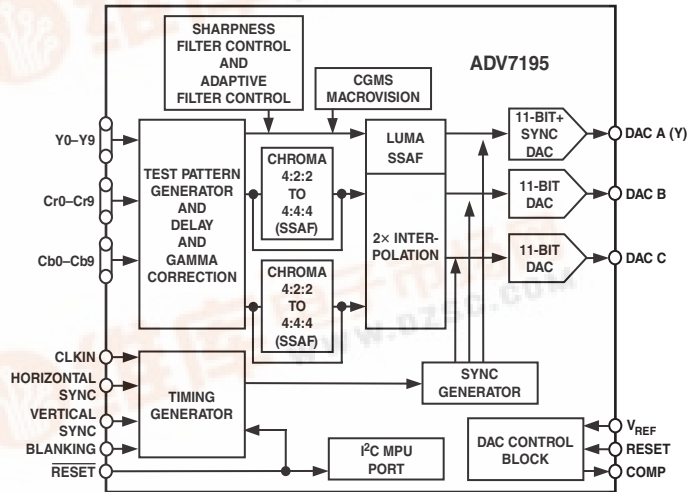 SHARPNESS
FILTER CONTROL
AND
ADAPTIVE
FILTER CONTROL
CGMS
MACROVISION
ADV7195
Y0–Y9
Cr0–Cr9
Cb0–Cb9
TEST PATTERN
GENERATOR
AND
DELAY
AND
GAMMA
CORRECTION
CHROMA
4:2:2
TO
4:4:4
(SSAF)
CHROMA
4:2:2
TO
4:4:4
(SSAF)
LUMA
SSAF
2× INTER-
POLATION
11-BIT+
SYNC
DAC
11-BIT
DAC
11-BIT
DAC
DAC A (Y)
DAC B
DAC C
CLKIN
HORIZONTAL
SYNC
VERTICAL
SYNC
BLANKING
RESET
TIMING
GENERATOR
SYNC
GENERATOR
I2C MPU
PORT
DAC CONTROL
BLOCK
VREF
RESET
COMP
www.dzsc.com